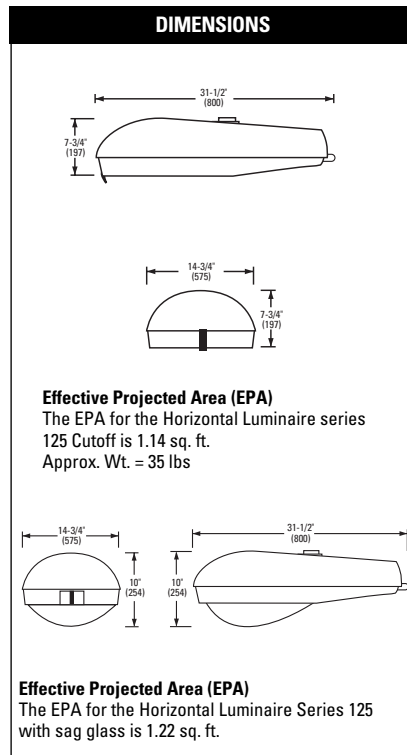 DIMENSIONS
31-1/2"
(800)
7-3/4"
(197)
14-3/4"
(575)
7-3/4"
(197)
Effective Projected Area (EPA)
The EPA for the Horizontal Luminaire series
125 Cutoff is 1.14 sq. ft.
Approx. Wt. = 35 lbs
14-3/4"
(575)
10"
(254)
31-1/2"
(800)
10"
(254)
Effective Projected Area (EPA)
The EPA for the Horizontal Luminaire Series 125
with sag glass is 1.22 sq. ft.